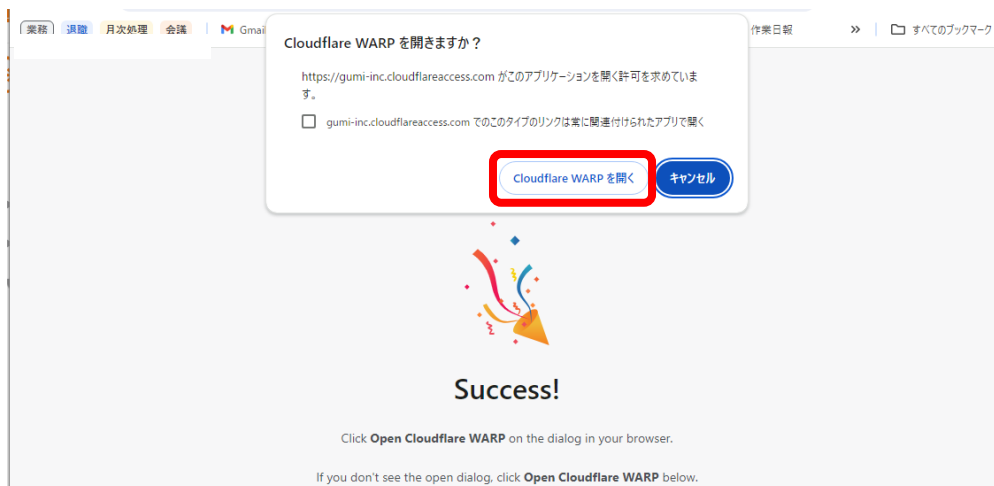 業務 退職 月次処理 会議 Gmai 作業日報 » すべてのブックマーク
Cloudflare WARP を開きますか？
https://gumi-inc.cloudflareaccess.com がこのアプリケーションを開く許可を求めていま
す。
gumi-inc.cloudflareaccess.com でのこのタイプのリンクは常に関連付けられたアプリで開く
Cloudflare WARP を開く キャンセル
Success!
Click Open Cloudflare WARP on the dialog in your browser.
If you don't see the open dialog, click Open Cloudflare WARP below.